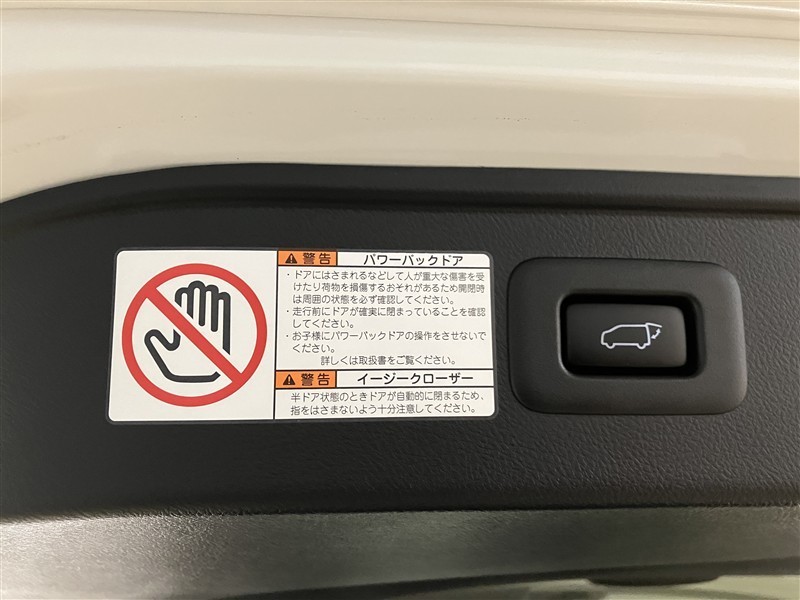 警告 パワーバックドア
・ドアにはさまれるなどして人が重大な傷害を受
けたり荷物を損傷するおそれがあるため開閉時
は周囲の状態を必ず確認してください。
・走行前にドアが確実に閉まっていることを確認
してください。
・お子様にパワーバックドアの操作をさせないで
ください。
詳しくは取扱書をご覧ください。
警告 イージークローザー
半ドア状態のときドアが自動的に閉まるため、
指をはさまないよう十分注意してください。